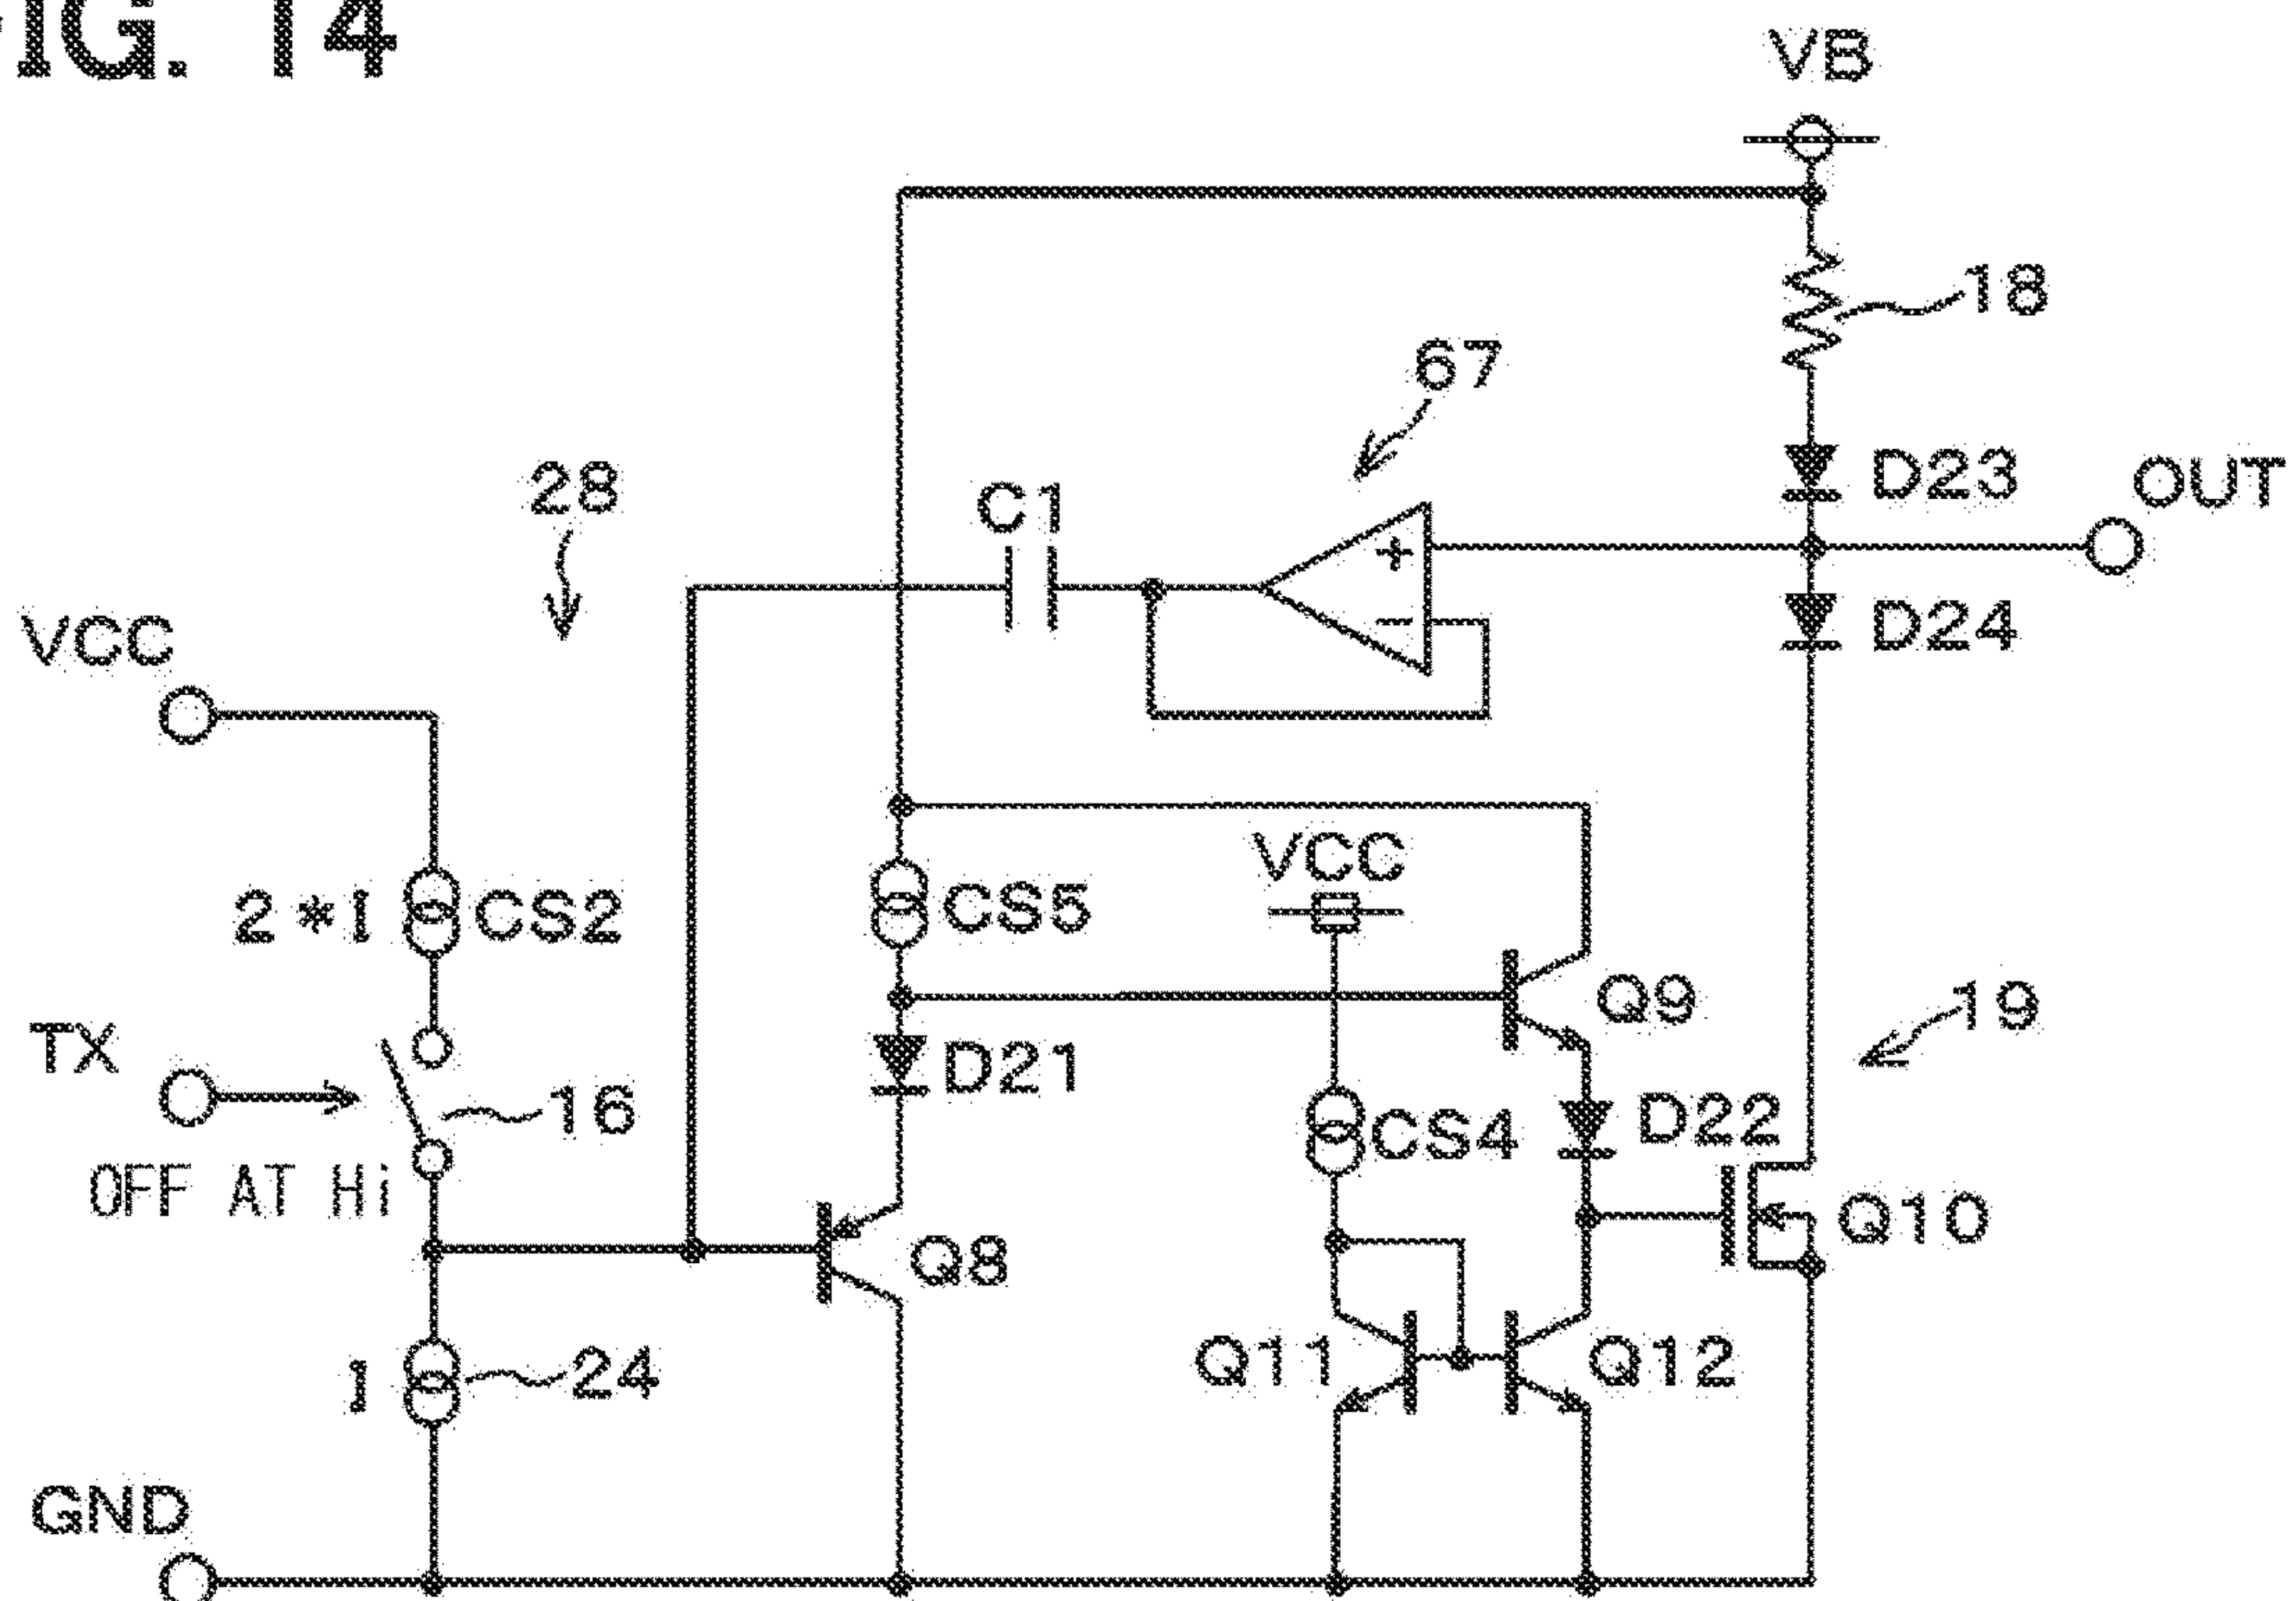 FIG. 14
VB
18
67
D23
OUT
28
C1
D24
VCC
VCC
2*I
CS2
CS5
Q9
19
TX
D21
16
CS4
D22
OFF AT Hi
Q10
Q8
I
24
Q11
Q12
GND